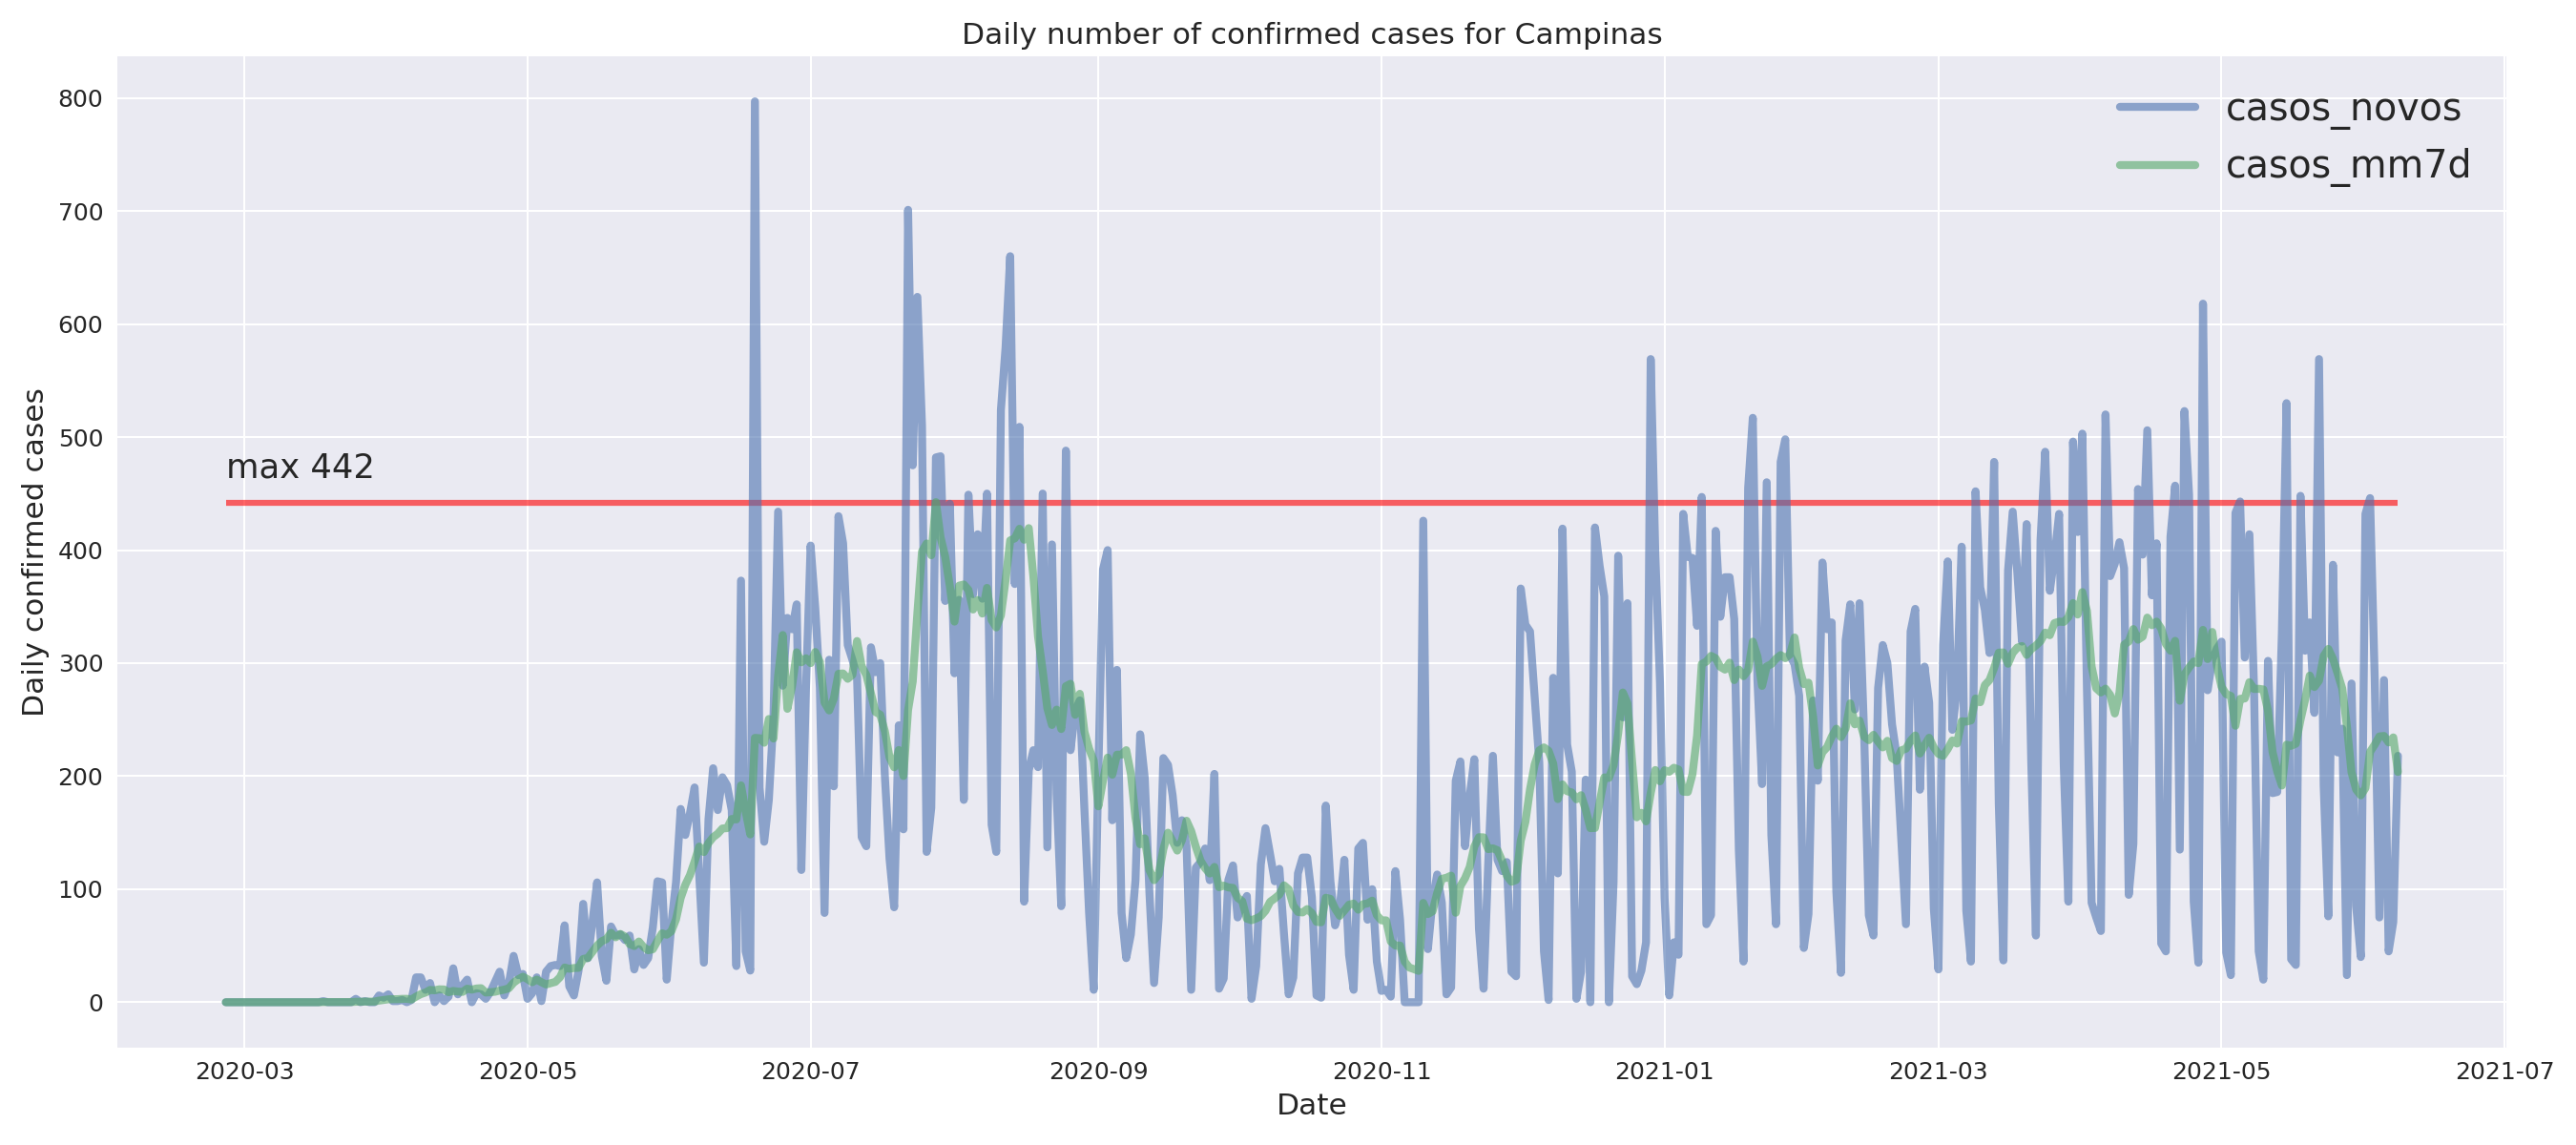 Daily number of confirmed cases for Campinas
casos_novos
casos_mm7d
max 442
Daily confirmed cases
800
700
600
500
400
300
200
100
0
2020-03 2020-05 2020-07 2020-09 2020-11 2021-01 2021-03 2021-05 2021-07
Date